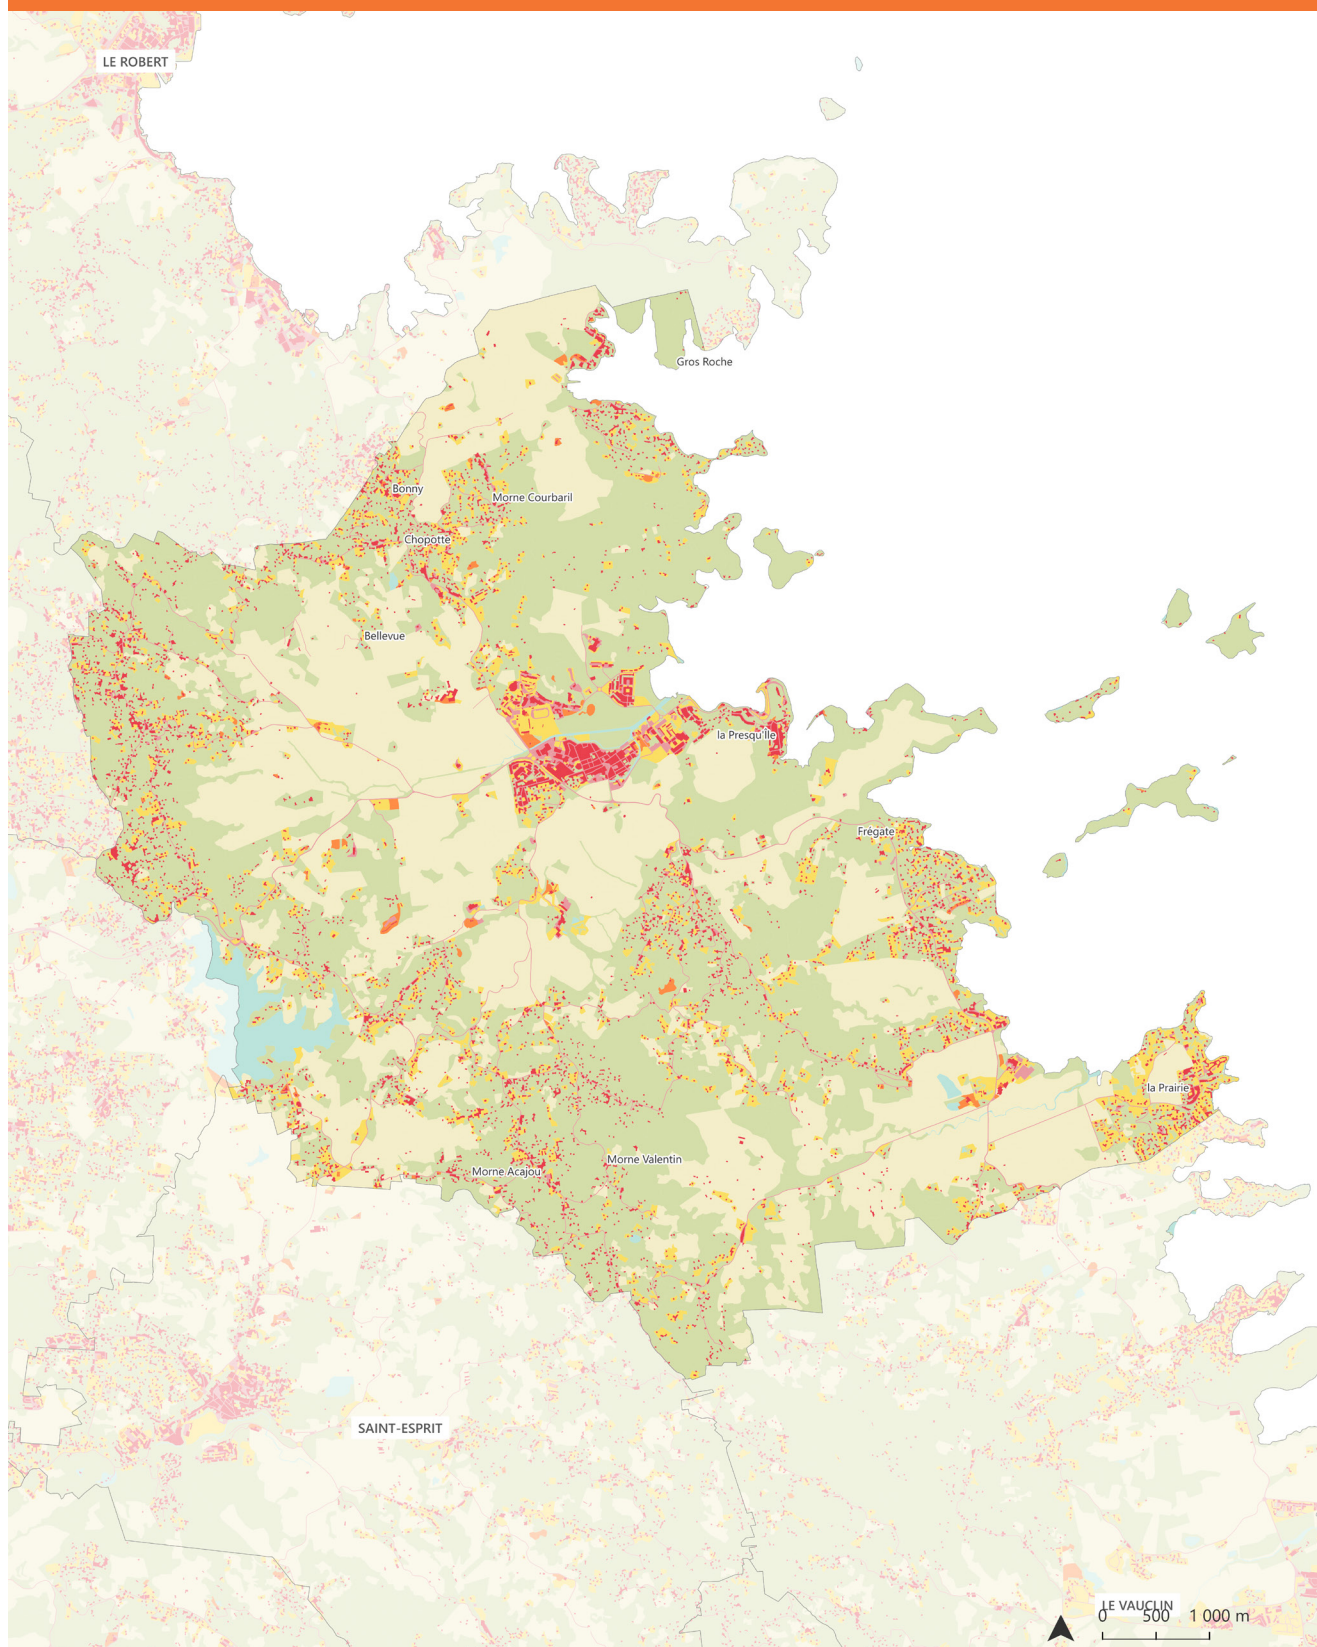 LE ROBERT
Gros Roche
Bonny
Morne Courbaril
Chopotte
Bellevue
la Presqu'Ile
Frégate
la Prairie
Morne Valentin
Morne Acajou
SAINT-ESPRIT
LE VAUCLIN
0 500 1 000 m